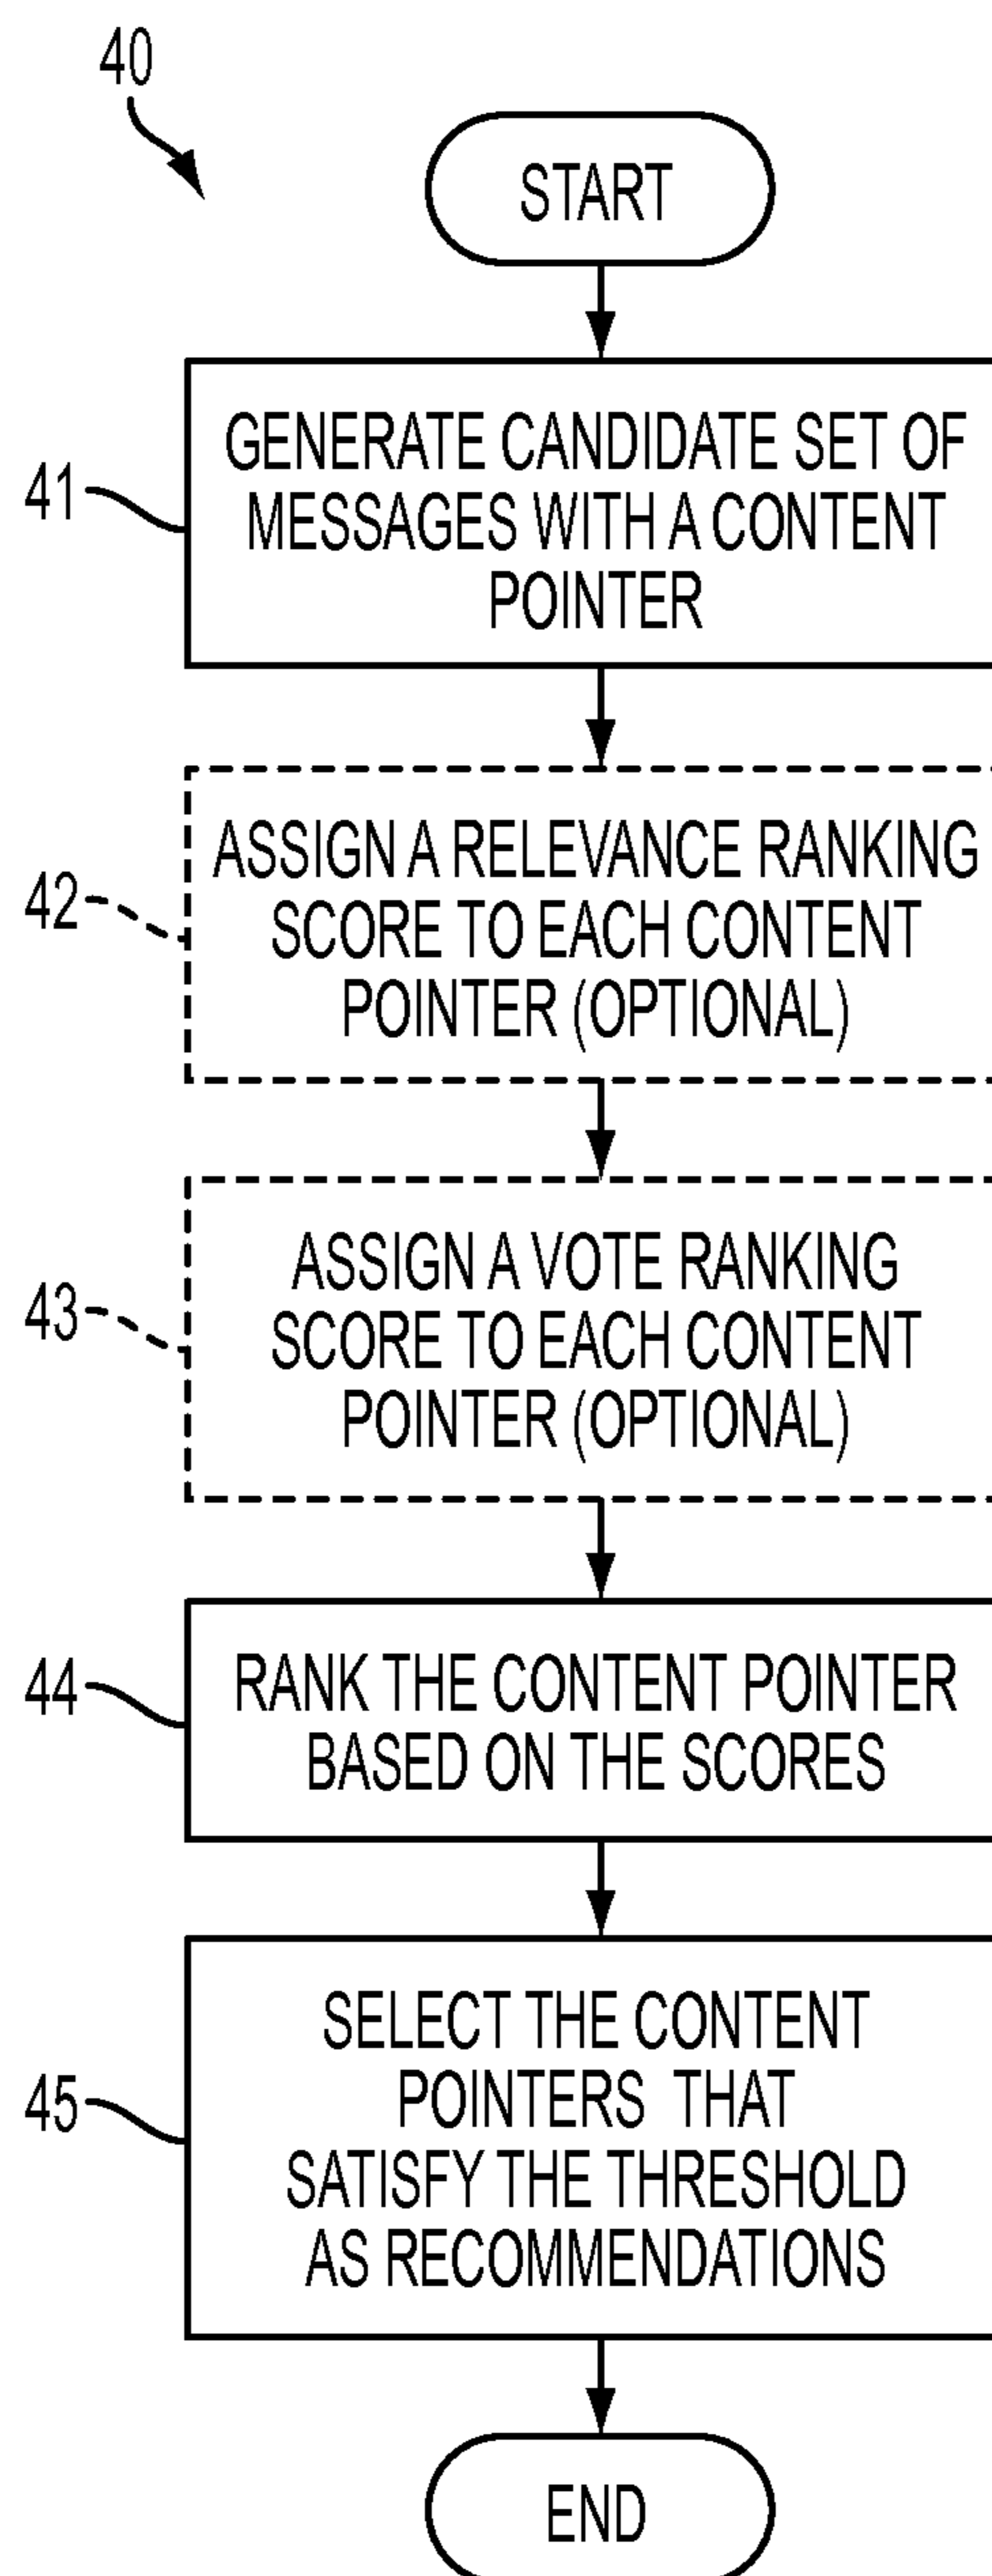 40
START
41
GENERATE CANDIDATE SET OF
MESSAGES WITH A CONTENT
POINTER
42
ASSIGN A RELEVANCE RANKING
SCORE TO EACH CONTENT
POINTER (OPTIONAL)
43
ASSIGN A VOTE RANKING
SCORE TO EACH CONTENT
POINTER (OPTIONAL)
44
RANK THE CONTENT POINTER
BASED ON THE SCORES
45
SELECT THE CONTENT
POINTERS THAT
SATISFY THE THRESHOLD
AS RECOMMENDATIONS
END